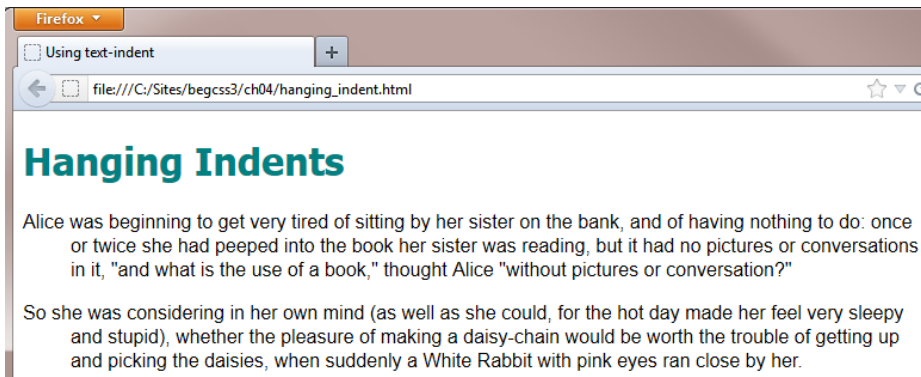 Firefox
Using text-indent
file:///C:/Sites/begcss3/ch04/hanging_indent.html
Hanging Indents
Alice was beginning to get very tired of sitting by her sister on the bank, and of having nothing to do: once
or twice she had peeped into the book her sister was reading, but it had no pictures or conversations
in it, "and what is the use of a book," thought Alice "without pictures or conversation?"
So she was considering in her own mind (as well as she could, for the hot day made her feel very sleepy
and stupid), whether the pleasure of making a daisy-chain would be worth the trouble of getting up
and picking the daisies, when suddenly a White Rabbit with pink eyes ran close by her.